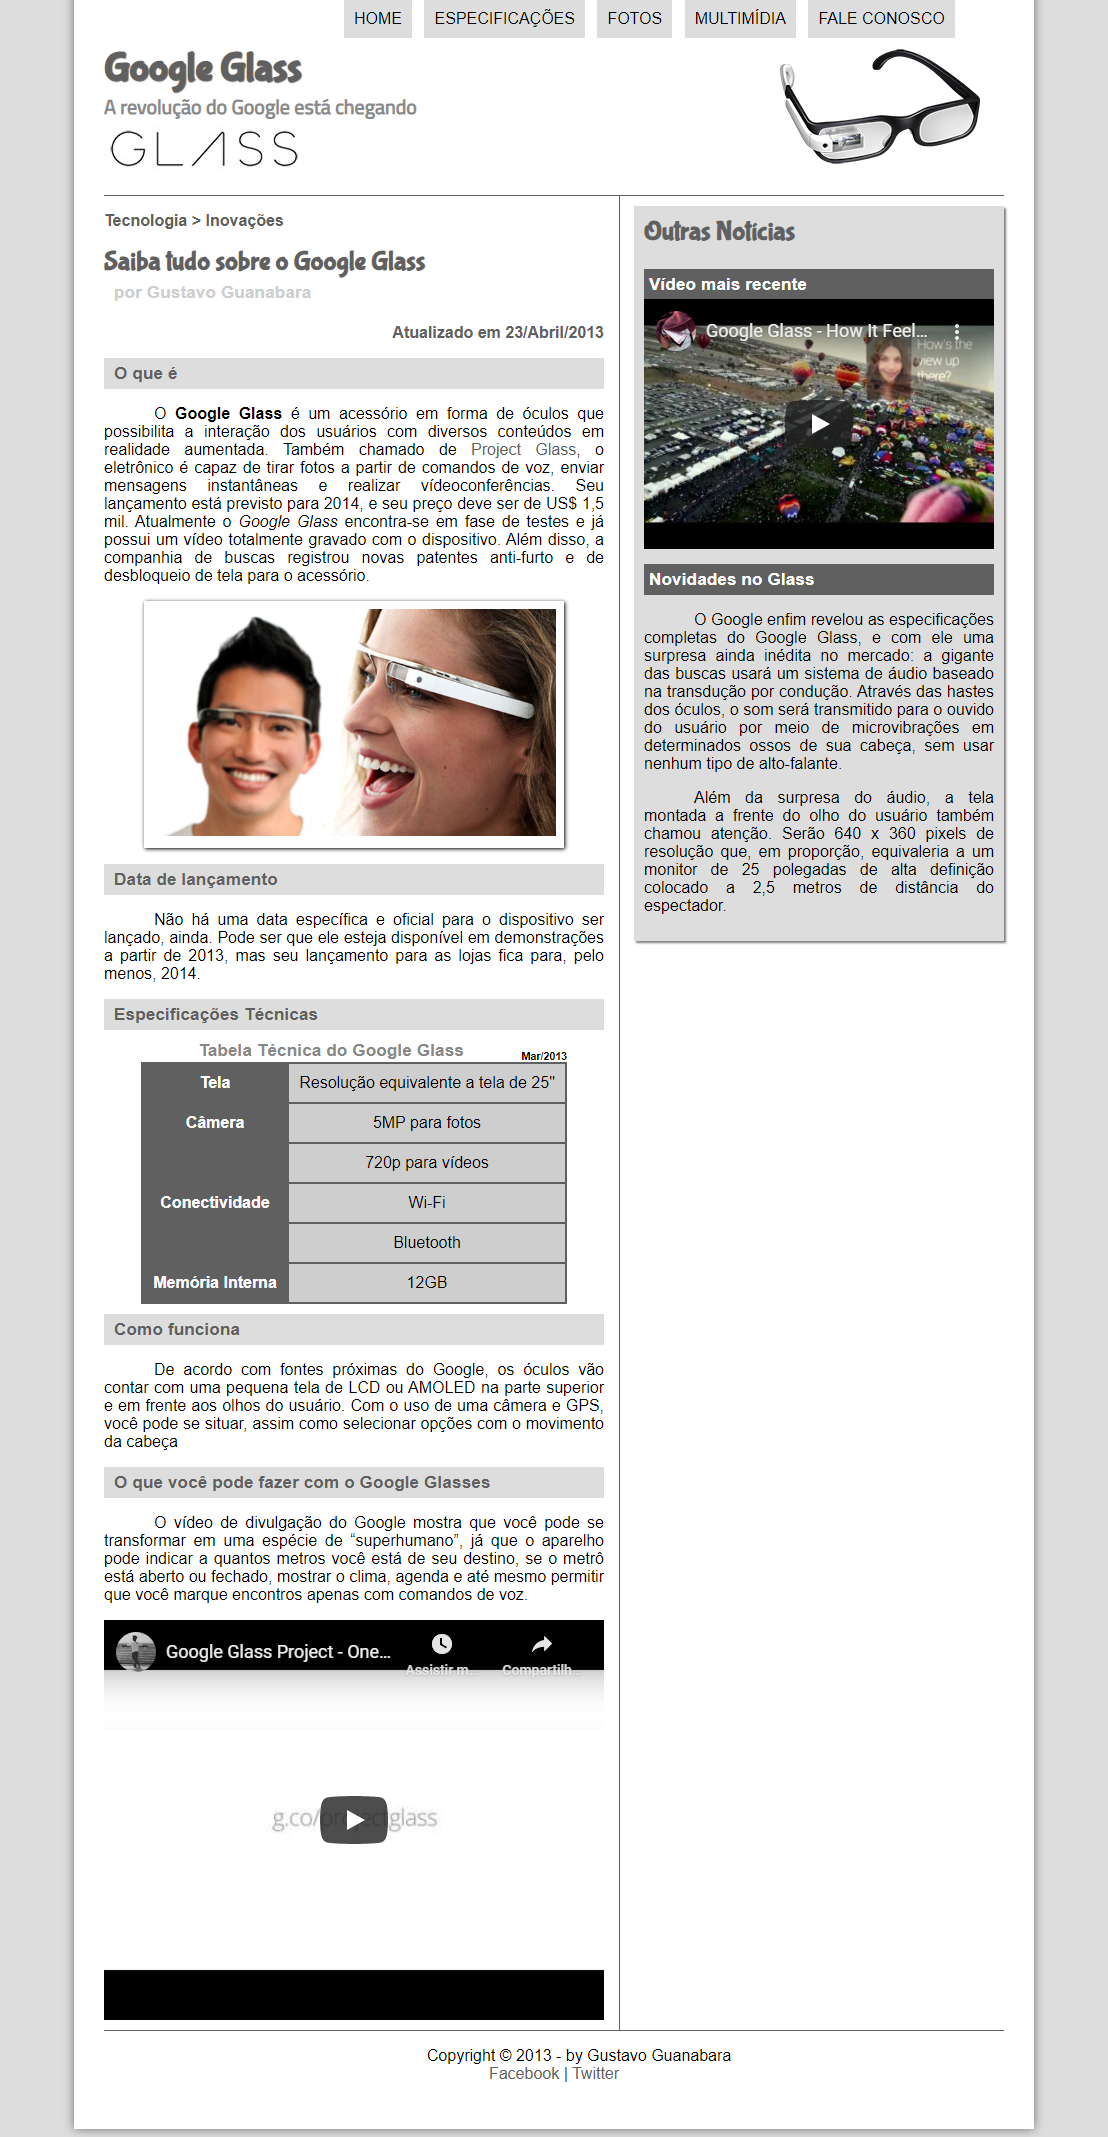 HOME ESPECIFICAÇÕES FOTOS MULTIMÍDIA FALE CONOSCO
Google Glass
A revolução do Google está chegando
GLASS
Tecnologia > Inovações
Saiba tudo sobre o Google Glass
por Gustavo Guanabara
Atualizado em 23/Abril/2013
O que é
O Google Glass é um acessório em forma de óculos que
possibilita a interação dos usuários com diversos conteúdos em
realidade aumentada. Também chamado de Project Glass, o
eletrônico é capaz de tirar fotos a partir de comandos de voz, enviar
mensagens instantâneas e realizar vídeoconferências. Seu
lançamento está previsto para 2014, e seu preço deve ser de US$ 1,5
mil. Atualmente o Google Glass encontra-se em fase de testes e já
possui um vídeo totalmente gravado com o dispositivo. Além disso, a
companhia de buscas registrou novas patentes anti-furto e de
desbloqueio de tela para o acessório.
Data de lançamento
Não há uma data específica e oficial para o dispositivo ser
lançado, ainda. Pode ser que ele esteja disponível em demonstrações
a partir de 2013, mas seu lançamento para as lojas fica para, pelo
menos, 2014.
Especificações Técnicas
Tabela Técnica do Google Glass Mar/2013
Tela Resolução equivalente a tela de 25"
Câmera 5MP para fotos
720p para vídeos
Conectividade Wi-Fi
Bluetooth
Memória Interna 12GB
Como funciona
De acordo com fontes próximas do Google, os óculos vão
contar com uma pequena tela de LCD ou AMOLED na parte superior
e em frente aos olhos do usuário. Com o uso de uma câmera e GPS,
você pode se situar, assim como selecionar opções com o movimento
da cabeça
O que você pode fazer com o Google Glasses
O vídeo de divulgação do Google mostra que você pode se
transformar em uma espécie de “superhumano”, já que o aparelho
pode indicar a quantos metros você está de seu destino, se o metrô
está aberto ou fechado, mostrar o clima, agenda e até mesmo permitir
que você marque encontros apenas com comandos de voz.
Google Glass Project - One...
Assistir m...
Compartilh...
g.co/projectglass
Outras Notícias
Vídeo mais recente
Google Glass - How It Feel...
How's the
view up
there?
Novidades no Glass
O Google enfim revelou as especificações
completas do Google Glass, e com ele uma
surpresa ainda inédita no mercado: a gigante
das buscas usará um sistema de áudio baseado
na transdução por condução. Através das hastes
dos óculos, o som será transmitido para o ouvido
do usuário por meio de microvibrações em
determinados ossos de sua cabeça, sem usar
nenhum tipo de alto-falante.
Além da surpresa do áudio, a tela
montada a frente do olho do usuário também
chamou atenção. Serão 640 x 360 pixels de
resolução que, em proporção, equivaleria a um
monitor de 25 polegadas de alta definição
colocado a 2,5 metros de distância do
espectador.
Copyright © 2013 - by Gustavo Guanabara
Facebook | Twitter